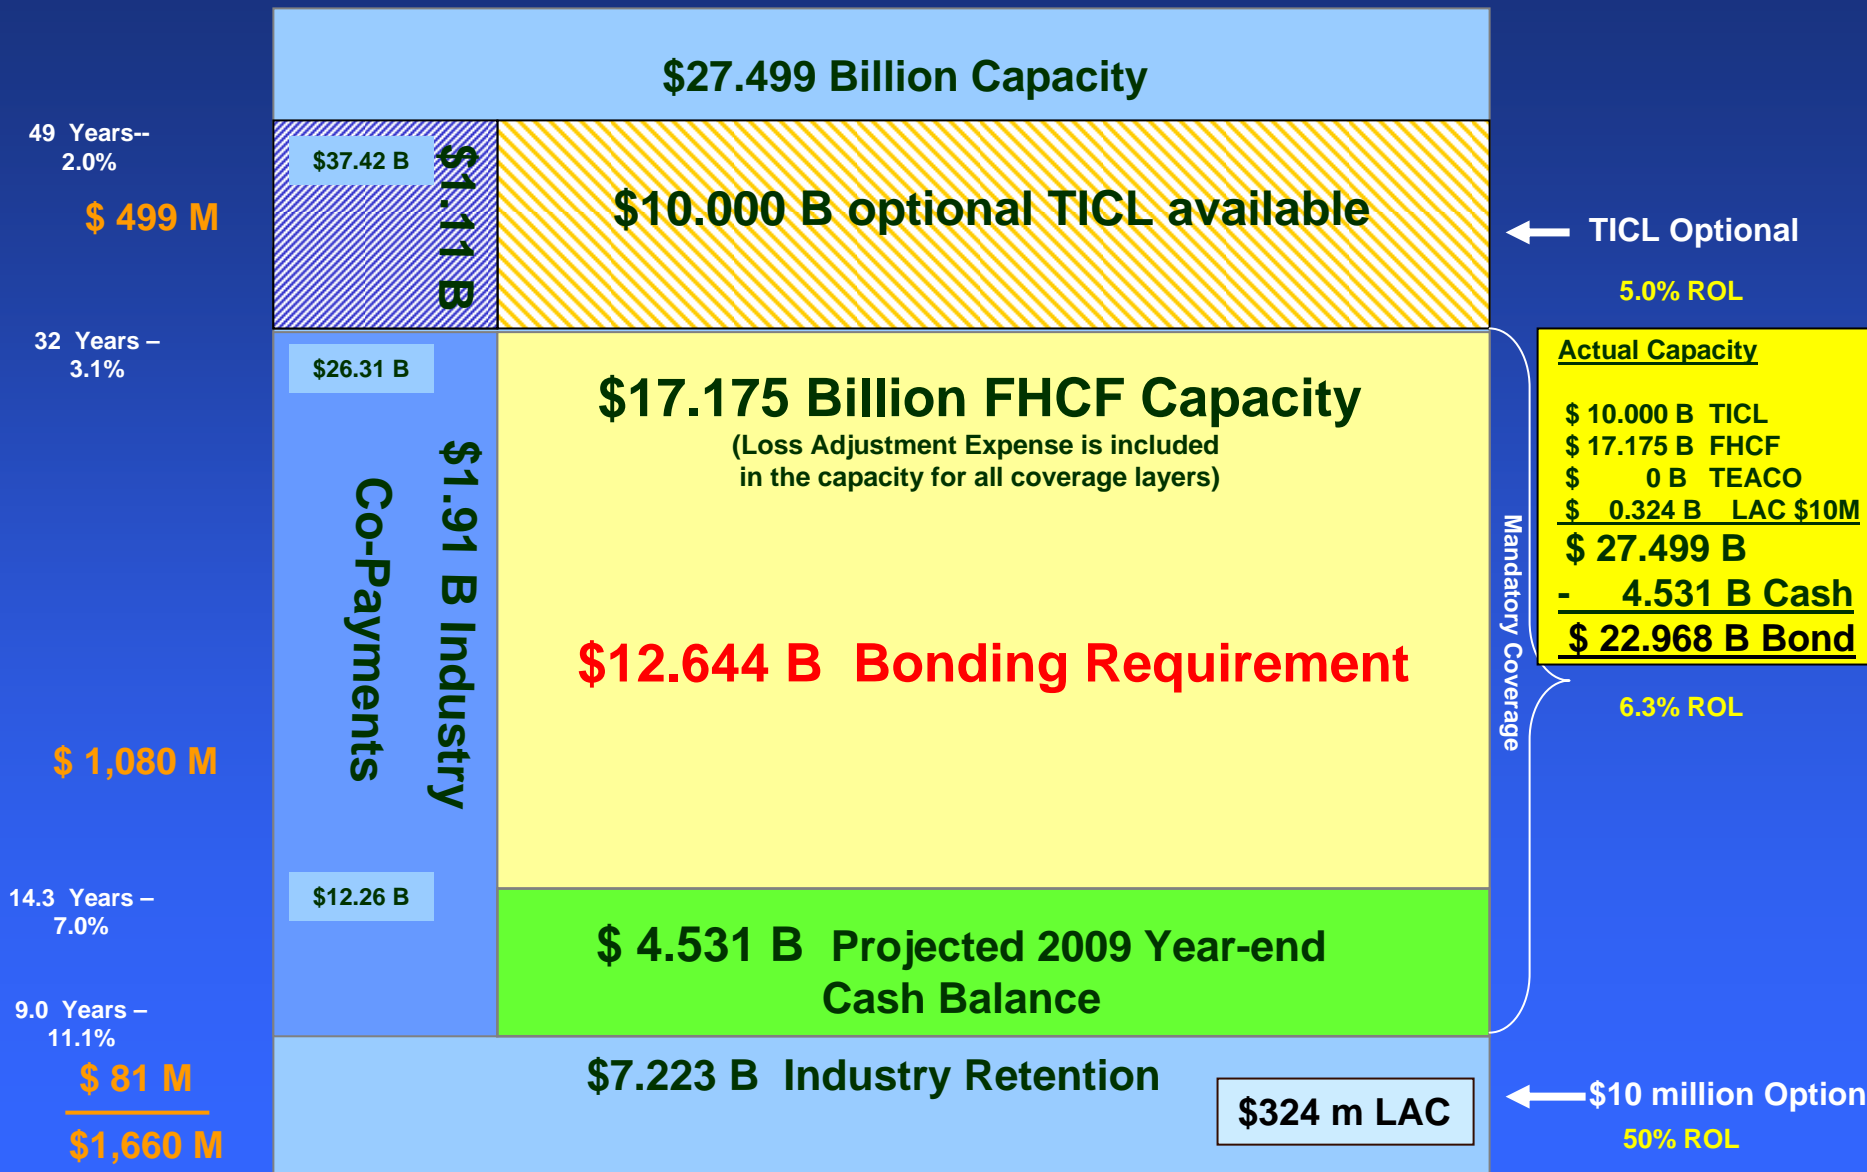 $27.499 Billion Capacity
49 Years--
2.0%
$ 499 M
$37.42 B
$1.11 B
$10.000 B optional TICL available
TICL Optional
5.0% ROL
32 Years –
3.1%
$26.31 B
$17.175 Billion FHCF Capacity
(Loss Adjustment Expense is included
in the capacity for all coverage layers)
Co-Payments
$1.91 B Industry
$12.644 B Bonding Requirement
Mandatory Coverage
Actual Capacity
$ 10.000 B TICL
$ 17.175 B FHCF
$ 0 B TEACO
$ 0.324 B LAC $10M
$ 27.499 B
- 4.531 B Cash
$ 22.968 B Bond
6.3% ROL
$ 1,080 M
14.3 Years –
7.0%
$12.26 B
$ 4.531 B Projected 2009 Year-end
Cash Balance
9.0 Years –
11.1%
$ 81 M
$1,660 M
$7.223 B Industry Retention
$324 m LAC
$10 million Option
50% ROL